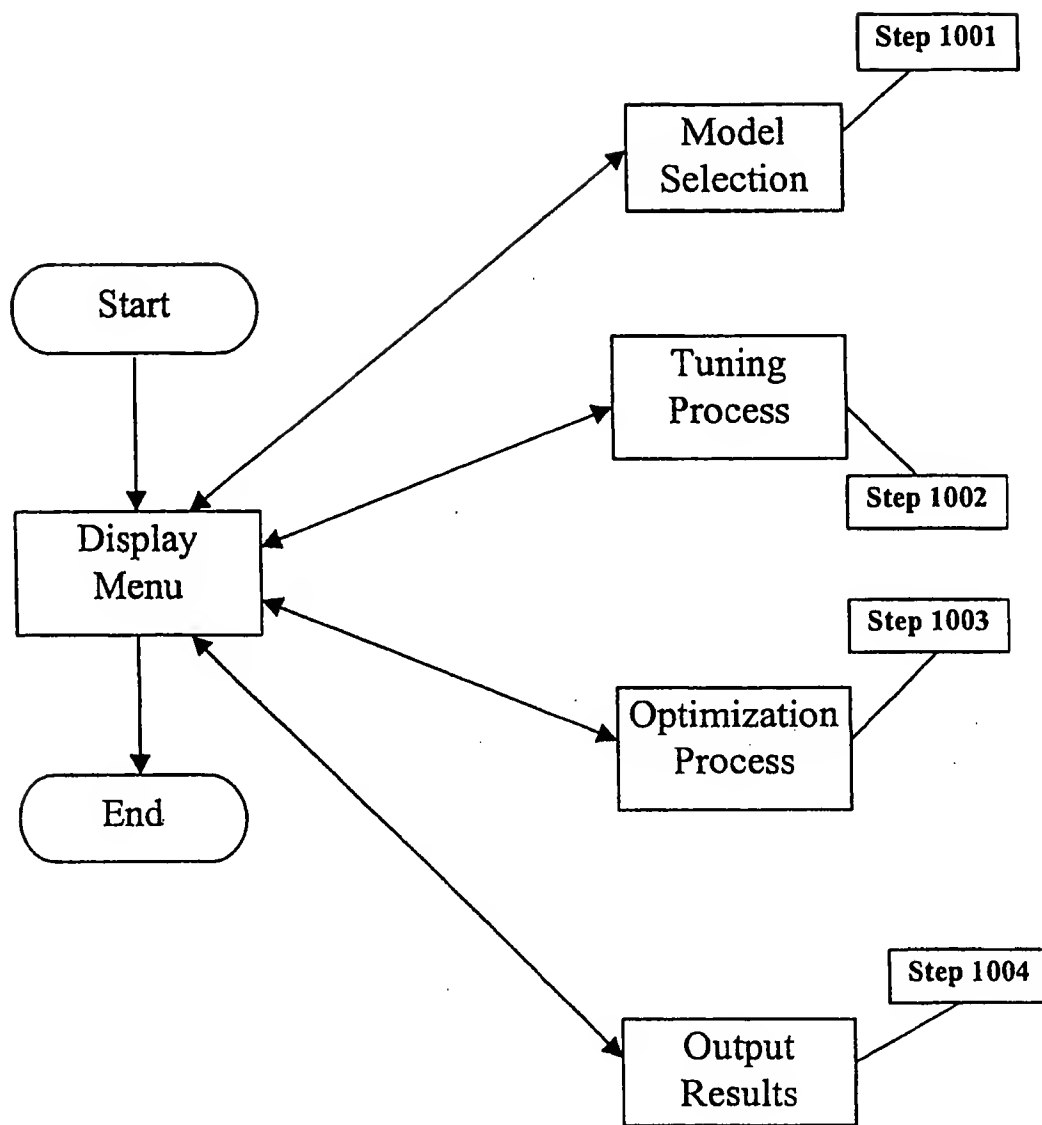 Step 1001
Model
Selection
Start
Tuning
Process
Step 1002
Display
Menu
Step 1003
Optimization
Process
End
Step 1004
Output
Results